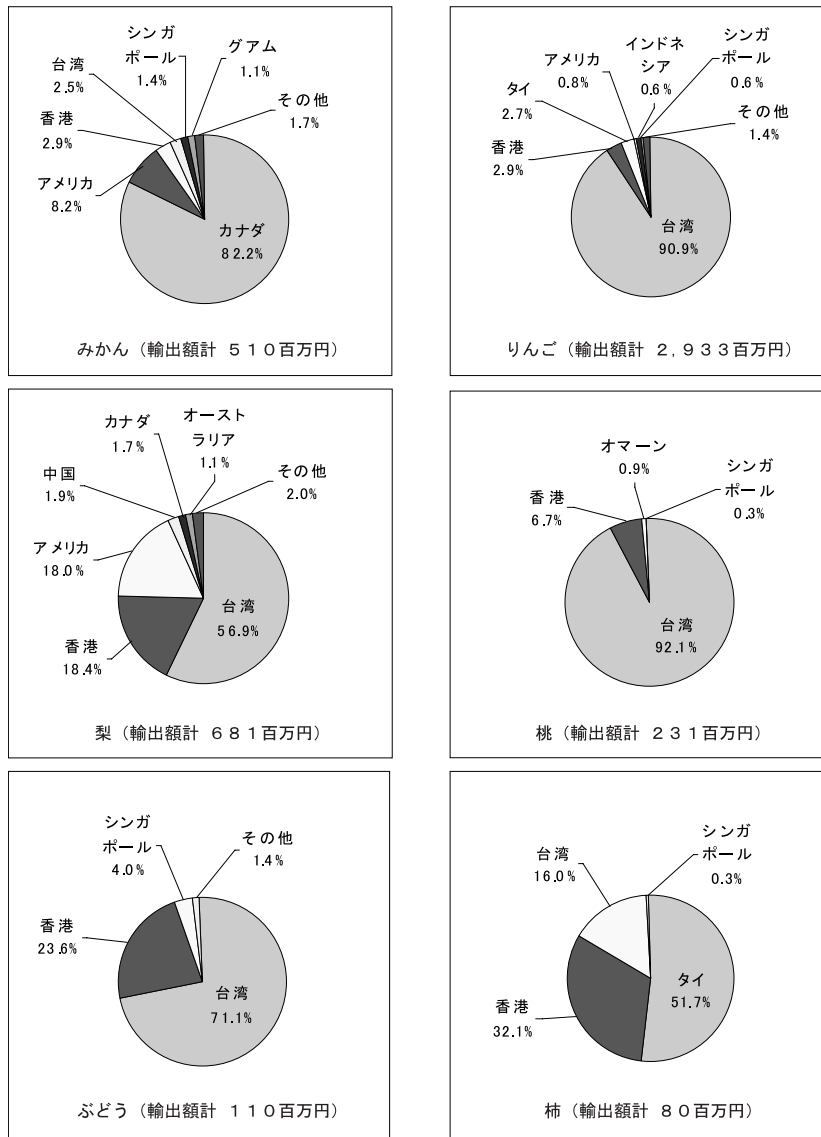 シンガ
ポール
1.4%
グアム
1.1%
台湾
2.5%
その他
1.7%
香港
2.9%
アメリカ
8.2%
カナダ
82.2%
みかん（輸出額計 510百万円）
インドネ
シア
0.6%
シンガ
ポール
0.6%
アメリカ
0.8%
タイ
2.7%
その他
1.4%
香港
2.9%
台湾
90.9%
りんご（輸出額計 2,933百万円）
カナダ
1.7%
オースト
ラリア
1.1%
中国
1.9%
その他
2.0%
アメリカ
18.0%
台湾
56.9%
香港
18.4%
梨（輸出額計 681百万円）
オマーン
0.9%
シンガ
ポール
0.3%
香港
6.7%
台湾
92.1%
桃（輸出額計 231百万円）
シンガ
ポール
4.0%
その他
1.4%
香港
23.6%
台湾
71.1%
ぶどう（輸出額計 110百万円）
シンガ
ポール
0.3%
台湾
16.0%
タイ
51.7%
香港
32.1%
柿（輸出額計 80百万円）